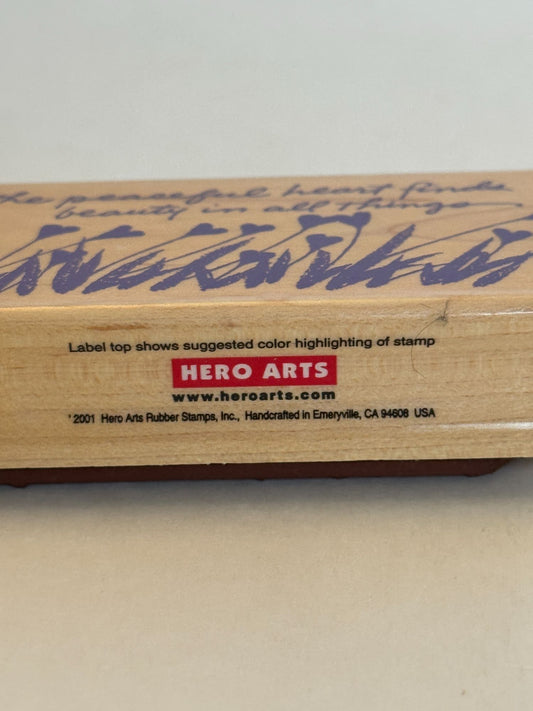 the peaceful heart finds
beauty in all things
Label top shows suggested color highlighting of stamp
HERO ARTS
www.heroarts.com
' 2001 Hero Arts Rubber Stamps, Inc., Handcrafted in Emeryville, CA 94608 USA